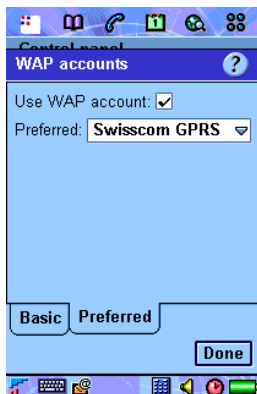 Control panel
WAP accounts
?
Use WAP account:
Preferred: Swisscom GPRS
Basic Preferred
Done